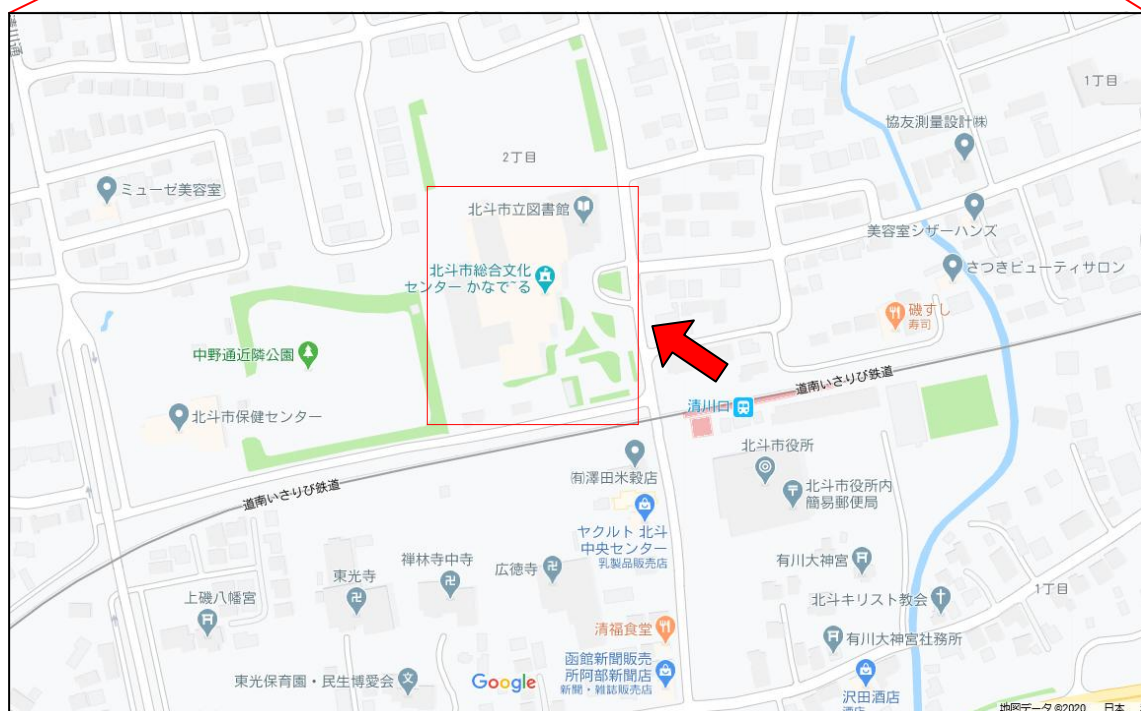 1丁目
協友測量設計㈱
2丁目
ミューゼ美容室
北斗市立図書館
美容室シザーハンズ
北斗市総合文化
センター かなで~る
さつきビューティサロン
磯すし
寿司
中野通近隣公園
道南いさりび鉄道
北斗市保健センター
清川口
北斗市役所
㈲澤田米穀店
道南いさりび鉄道
北斗市役所内
簡易郵便局
ヤクルト 北斗
中央センター
乳製品販売店
禅林寺中寺
広徳寺
有川大神宮
東光寺
上磯八幡宮
北斗キリスト教会
1丁目
清福食堂
有川大神宮社務所
函館新聞販売
所阿部新聞店
新聞・雑誌販売店
東光保育園・民生博愛会
Google
沢田酒店
地図データ ©2020 日本